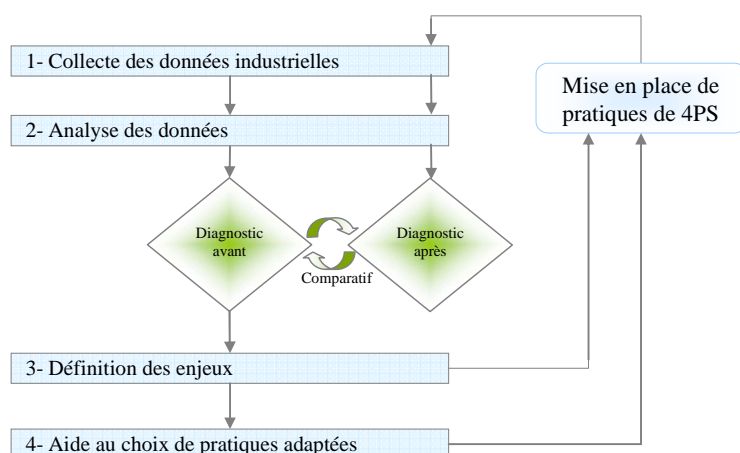 1- Collecte des données industrielles
Mise en place de
pratiques de 4PS
2- Analyse des données
Diagnostic
avant
Diagnostic
après
Comparatif
3- Définition des enjeux
4- Aide au choix de pratiques adaptées